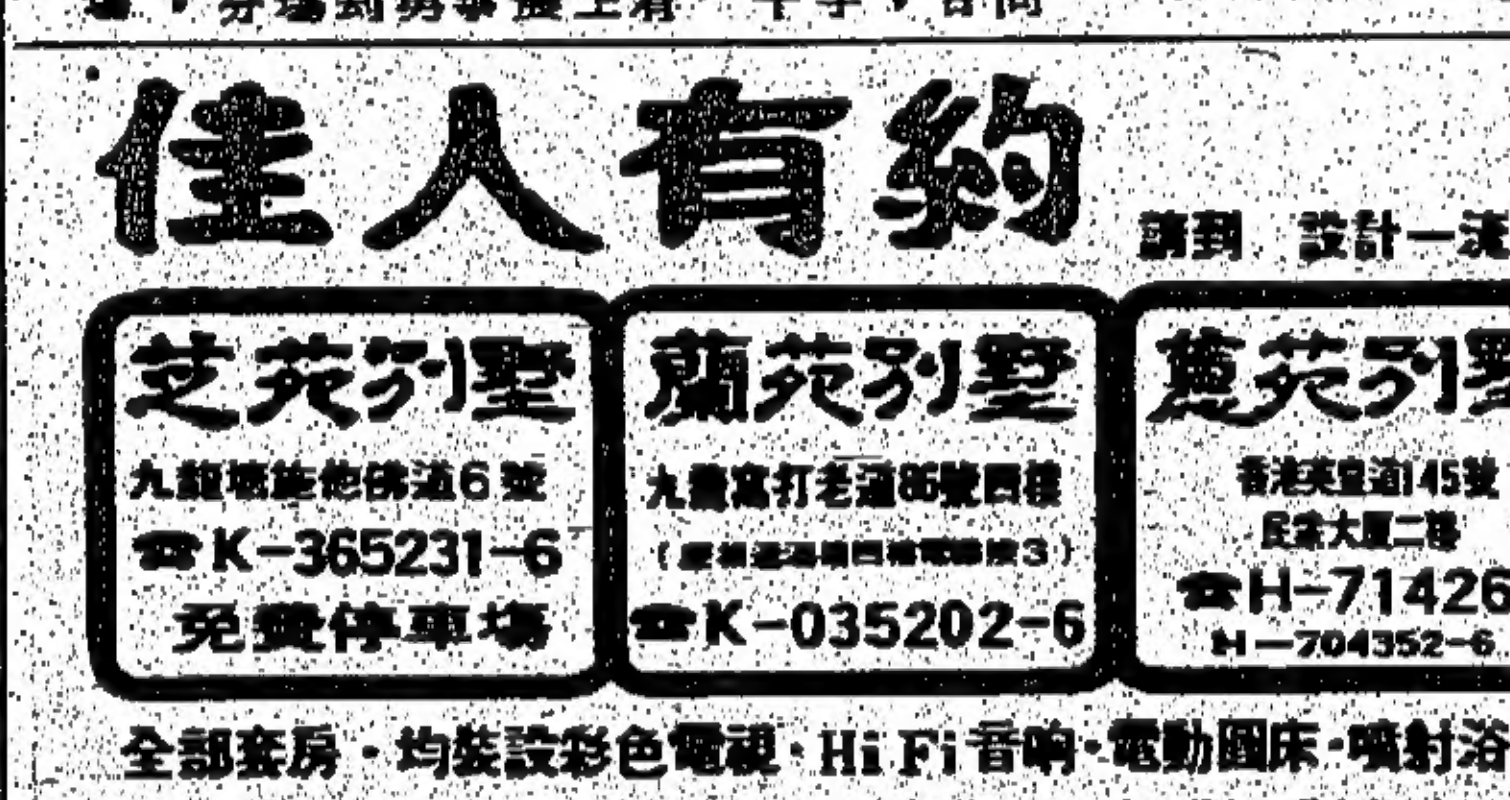 佳人有約
請到 設計一流
芝苑別墅
九龍塘施他佛道6號
☎K-365231-6
免費停車場
蘭苑別墅
九龍窩打老道86號四樓
☎K-035202-6
蕙苑別墅
香港英皇道145號
大厦二樓
☎H-71426
H-704352-6
全部套房·均裝設彩色電視·Hi Fi音响·電動圓床·噴射浴